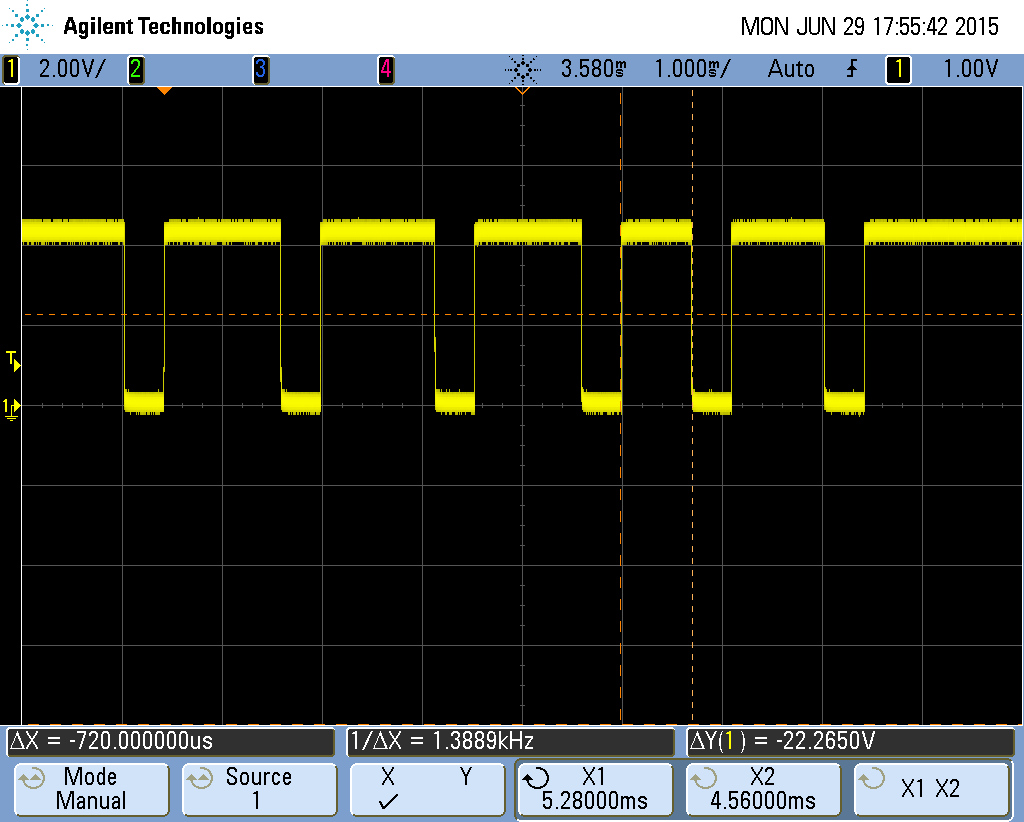 Agilent Technologies MON JUN 29 17:55:42 2015
1 2.00V/ 2 3 4 3.580ms 1.000ms/ Auto 1 1.00V
T
1
ΔX = -720.000000us 1/ΔX = 1.3889kHz ΔY(1) = -22.2650V
Mode Source X Y X1 X2 X1 X2
Manual 1 5.28000ms 4.56000ms